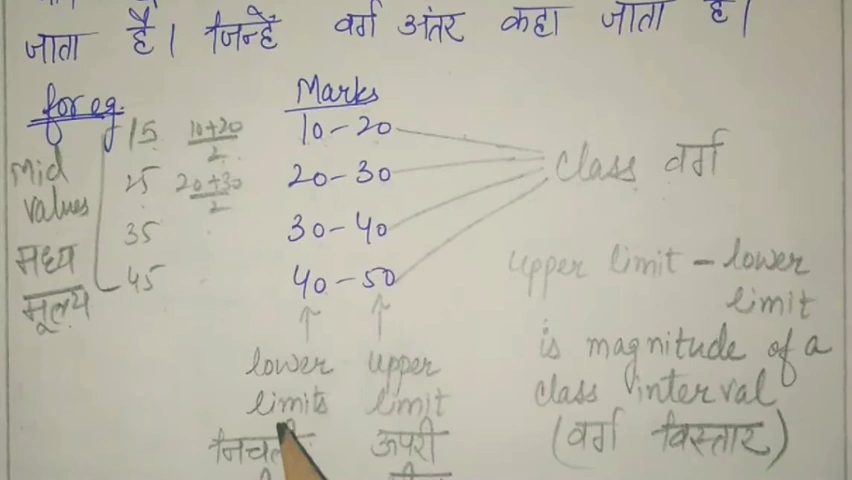 जाता है। जिन्हें वर्ग अंतर कहा जाता है।
for eg.
Marks
15 10+20/2 10-20
25 20+30/2 20-30
35 30-40
45 40-50
Mid
values
मध्य
मूल्य
class वर्ग
lower
limits
upper
limit
ऊपरी
upper limit - lower
limit
is magnitude of a
class interval
(वर्ग विस्तार)